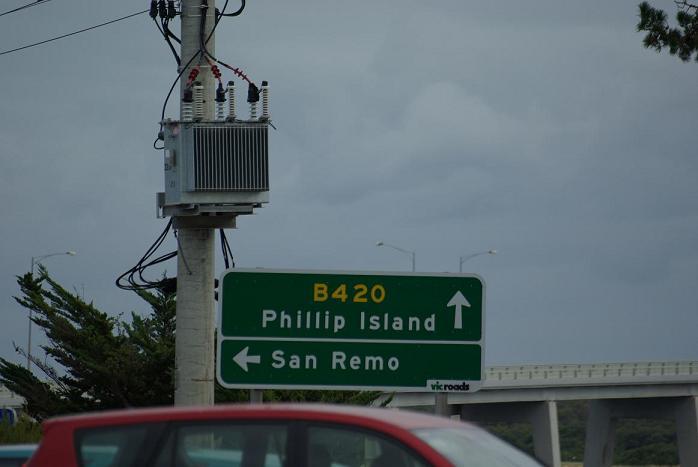 B420
Phillip Island
San Remo
vicroads